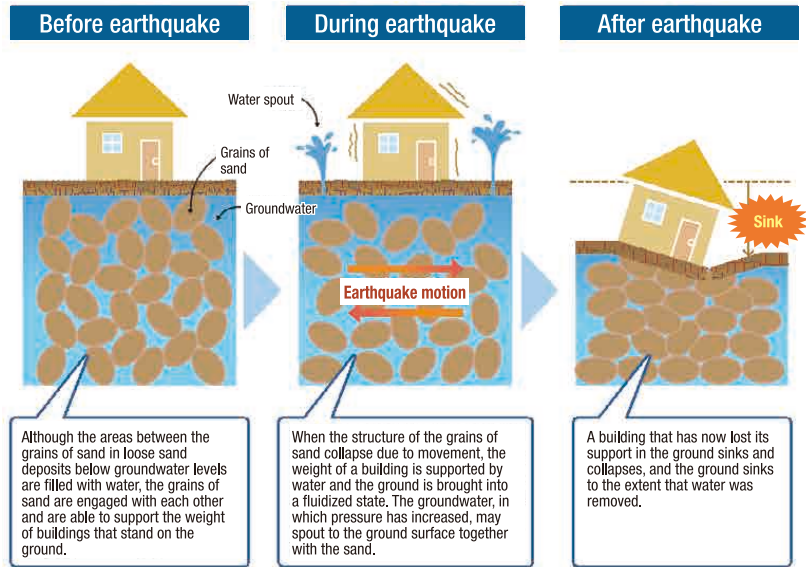 Before earthquake
During earthquake
After earthquake
Water spout
Grains of
sand
Groundwater
Earthquake motion
Sink
Although the areas between the
grains of sand in loose sand
deposits below groundwater levels
are filled with water, the grains of
sand are engaged with each other
and are able to support the weight
of buildings that stand on the
ground.
When the structure of the grains of
sand collapse due to movement, the
weight of a building is supported by
water and the ground is brought into
a fluidized state. The groundwater, in
which pressure has increased, may
spout to the ground surface together
with the sand.
A building that has now lost its
support in the ground sinks and
collapses, and the ground sinks
to the extent that water was
removed.